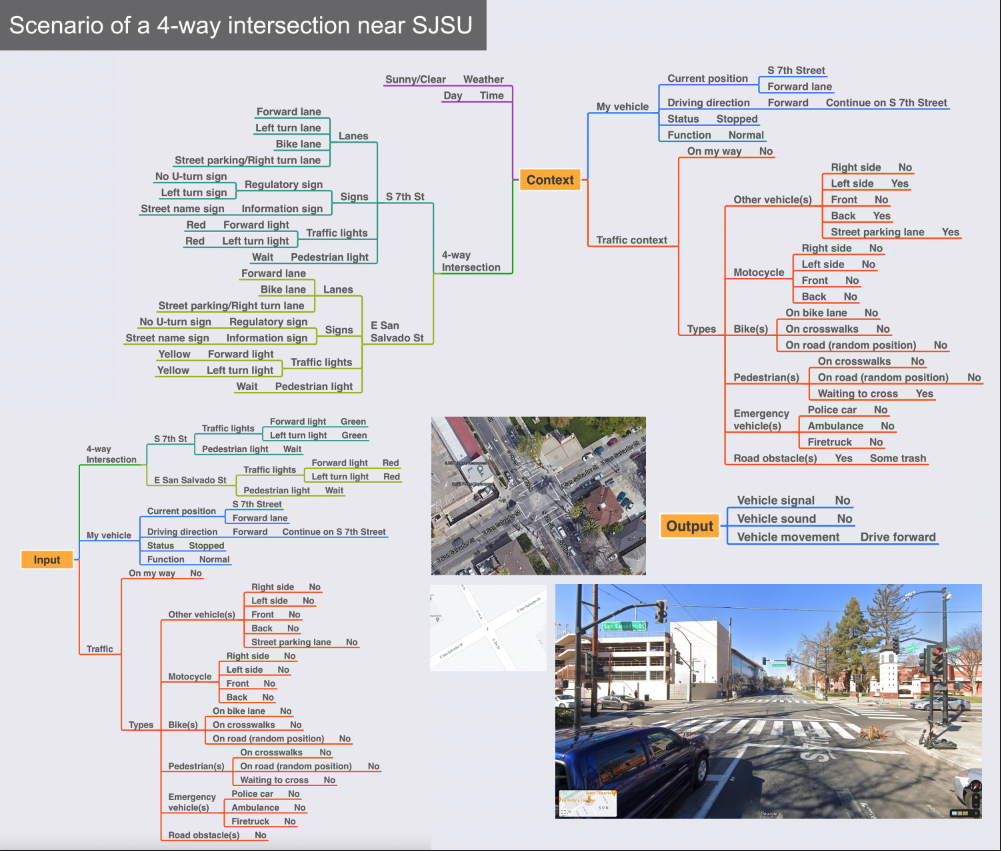 Scenario of a 4-way intersection near SJSU
Context
Sunny/Clear Weather
Day Time
4-way
Intersection
S 7th St
Lanes
Forward lane
Left turn lane
Bike lane
Street parking/Right turn lane
Signs
Regulatory sign
No U-turn sign
Left turn sign
Street name sign Information sign
Traffic lights
Red Forward light
Red Left turn light
Wait Pedestrian light
E San
Salvado St
Lanes
Forward lane
Bike lane
Street parking/Right turn lane
Signs
No U-turn sign Regulatory sign
Street name sign Information sign
Traffic lights
Yellow Forward light
Yellow Left turn light
Wait Pedestrian light
My vehicle
Current position
S 7th Street
Forward lane
Driving direction Forward Continue on S 7th Street
Status Stopped
Function Normal
Traffic context
On my way No
Types
Other vehicle(s)
Right side No
Left side Yes
Front No
Back Yes
Street parking lane Yes
Motocycle
Right side No
Left side No
Front No
Back No
Bike(s)
On bike lane No
On crosswalks No
On road (random position) No
Pedestrian(s)
On crosswalks No
On road (random position) No
Waiting to cross Yes
Emergency
vehicle(s)
Police car No
Ambulance No
Firetruck No
Road obstacle(s) Yes Some trash
Input
4-way
Intersection
S 7th St
Traffic lights
Forward light Green
Left turn light Green
Pedestrian light Wait
E San Salvado St
Traffic lights
Forward light Red
Left turn light Red
Pedestrian light Wait
My vehicle
Current position
S 7th Street
Forward lane
Driving direction Forward Continue on S 7th Street
Status Stopped
Function Normal
Traffic
On my way No
Types
Other vehicle(s)
Right side No
Left side No
Front No
Back No
Street parking lane No
Motocycle
Right side No
Left side No
Front No
Back No
Bike(s)
On bike lane No
On crosswalks No
On road (random position) No
Pedestrian(s)
On crosswalks No
On road (random position) No
Waiting to cross No
Emergency
vehicle(s)
Police car No
Ambulance No
Firetruck No
Road obstacle(s) No
Output
Vehicle signal No
Vehicle sound No
Vehicle movement Drive forward